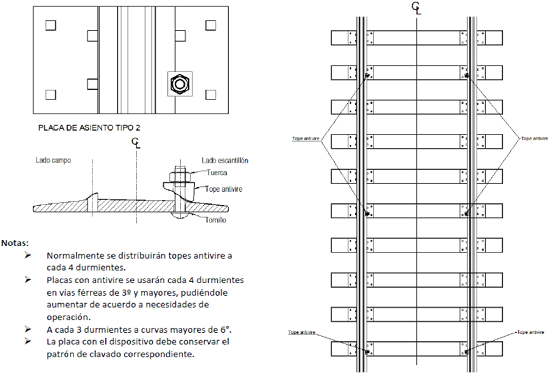 PLACA DE ASIENTO TIPO 2
CL
Lado campo
Lado escantillón
Tuerca
Tope antivire
Tornillo
Notas:
Normalmente se distribuirán topes antivire a
cada 4 durmientes.
Placas con antivire se usarán cada 4 durmientes
en vías férreas de 3º y mayores, pudiéndole
aumentar de acuerdo a necesidades de
operación.
A cada 3 durmientes a curvas mayores de 6°.
La placa con el dispositivo debe conservar el
patrón de clavado correspondiente.
CL
Tope antivire
Tope antivire
Tope antivire
Tope antivire